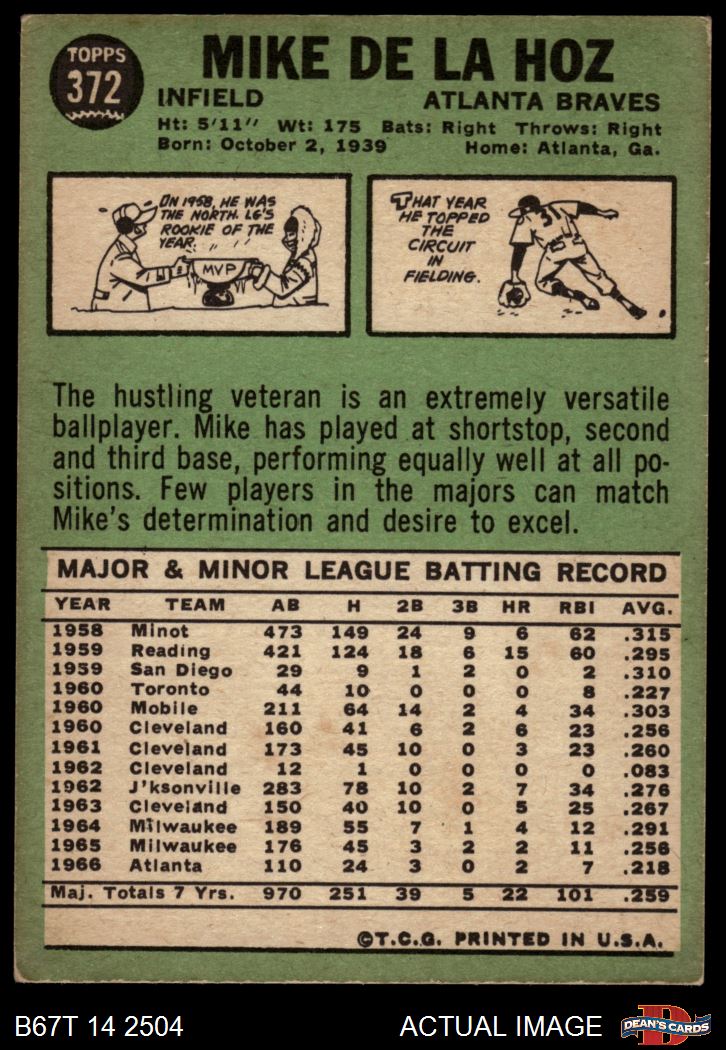 TOPPS
372
MIKE DE LA HOZ
INFIELD ATLANTA BRAVES
Ht: 5'11" Wt: 175 Bats: Right Throws: Right
Born: October 2, 1939 Home: Atlanta, Ga.
ON 1958, HE WAS
THE NORTH. LG'S
ROOKIE OF THE
YEAR.
MVP
THAT YEAR
HE TOPPED
THE
CIRCUIT
IN
FIELDING.
The hustling veteran is an extremely versatile
ballplayer. Mike has played at shortstop, second
and third base, performing equally well at all po-
sitions. Few players in the majors can match
Mike's determination and desire to excel.
MAJOR & MINOR LEAGUE BATTING RECORD
YEAR TEAM AB H 2B 3B HR RBI AVG.
1958 Minot 473 149 24 9 6 62 .315
1959 Reading 421 124 18 6 15 60 .295
1959 San Diego 29 9 1 2 0 2 .310
1960 Toronto 44 10 0 0 0 8 .227
1960 Mobile 211 64 14 2 4 34 .303
1960 Cleveland 160 41 6 2 6 23 .256
1961 Cleveland 173 45 10 0 3 23 .260
1962 Cleveland 12 1 0 0 0 0 .083
1962 J'ksonville 283 78 10 2 7 34 .276
1963 Cleveland 150 40 10 0 5 25 .267
1964 Milwaukee 189 55 7 1 4 12 .291
1965 Milwaukee 176 45 3 2 2 11 .256
1966 Atlanta 110 24 3 0 2 7 .218
Maj. Totals 7 Yrs. 970 251 39 5 22 101 .259
©T.C.G. PRINTED IN U.S.A.
B67T 14 2504 ACTUAL IMAGE
DEAN'S CARDS